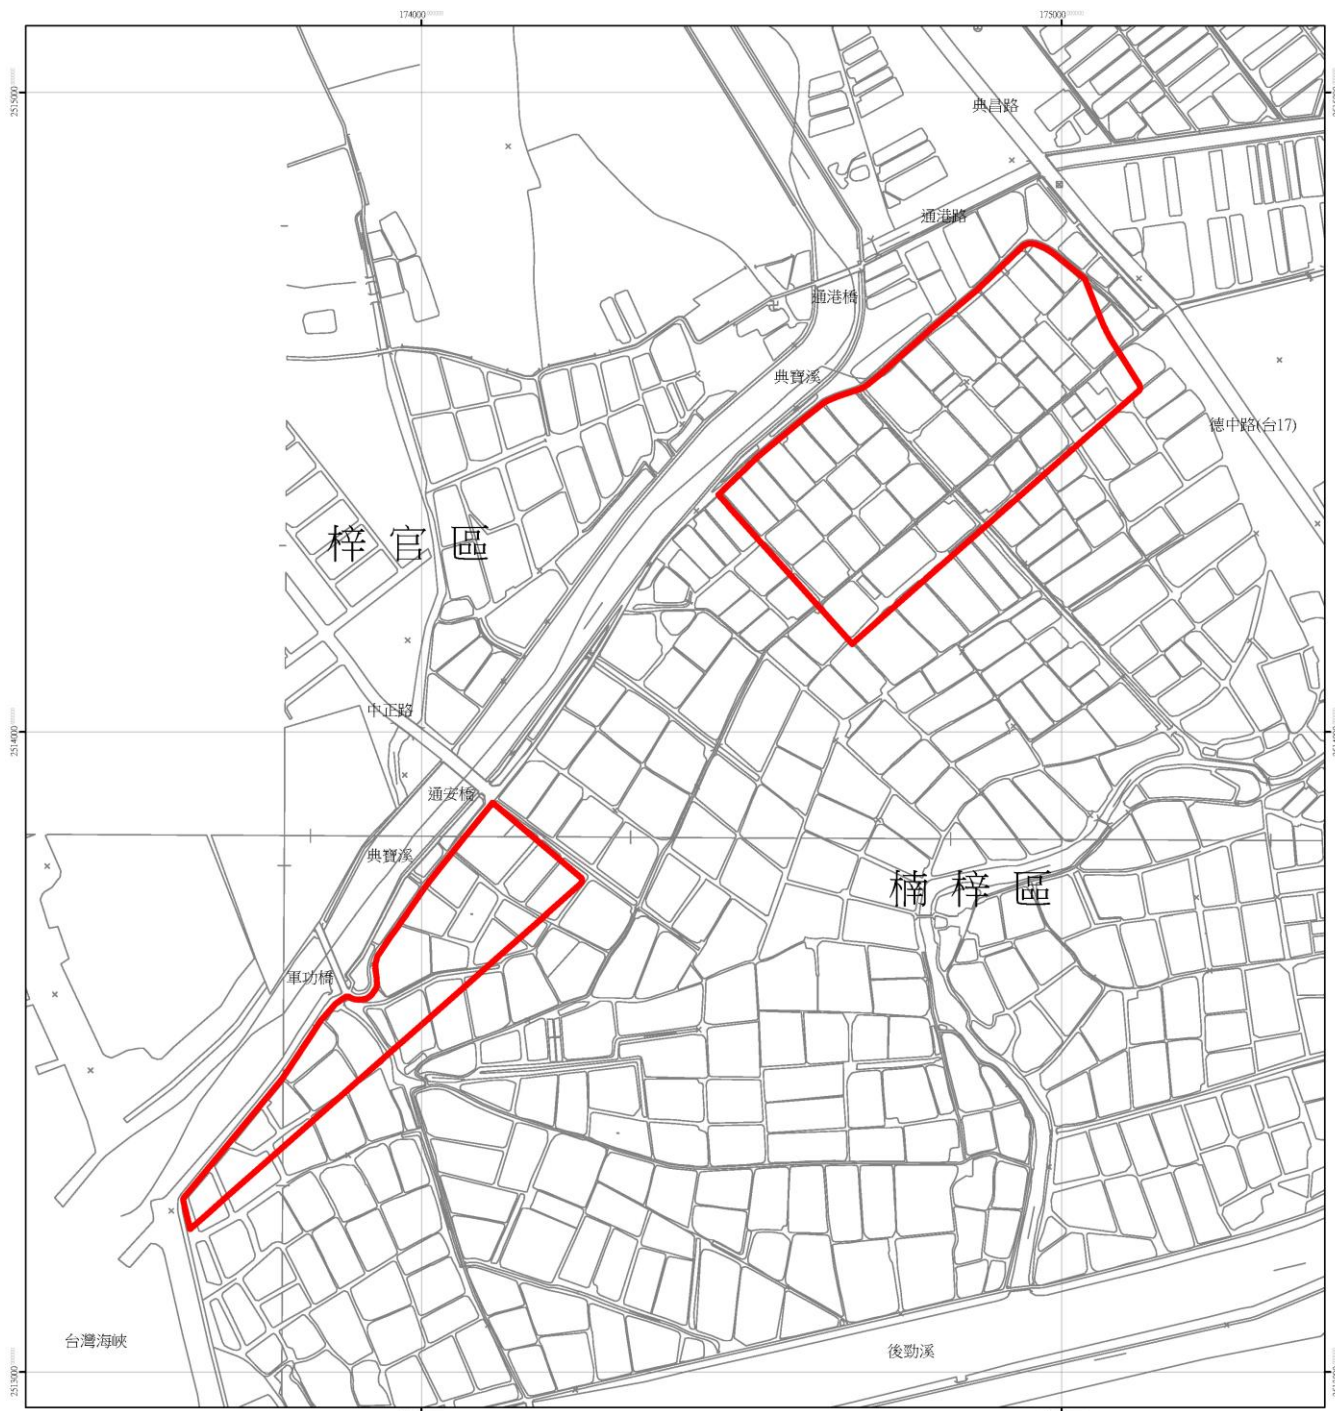 174000
175000
2515000
典昌路
通港路
通港橋
典寶溪
德中路(台17)
梓官區
中正路
2514000
通安橋
典寶溪
楠梓區
軍功橋
台灣海峽
後勁溪
2513000